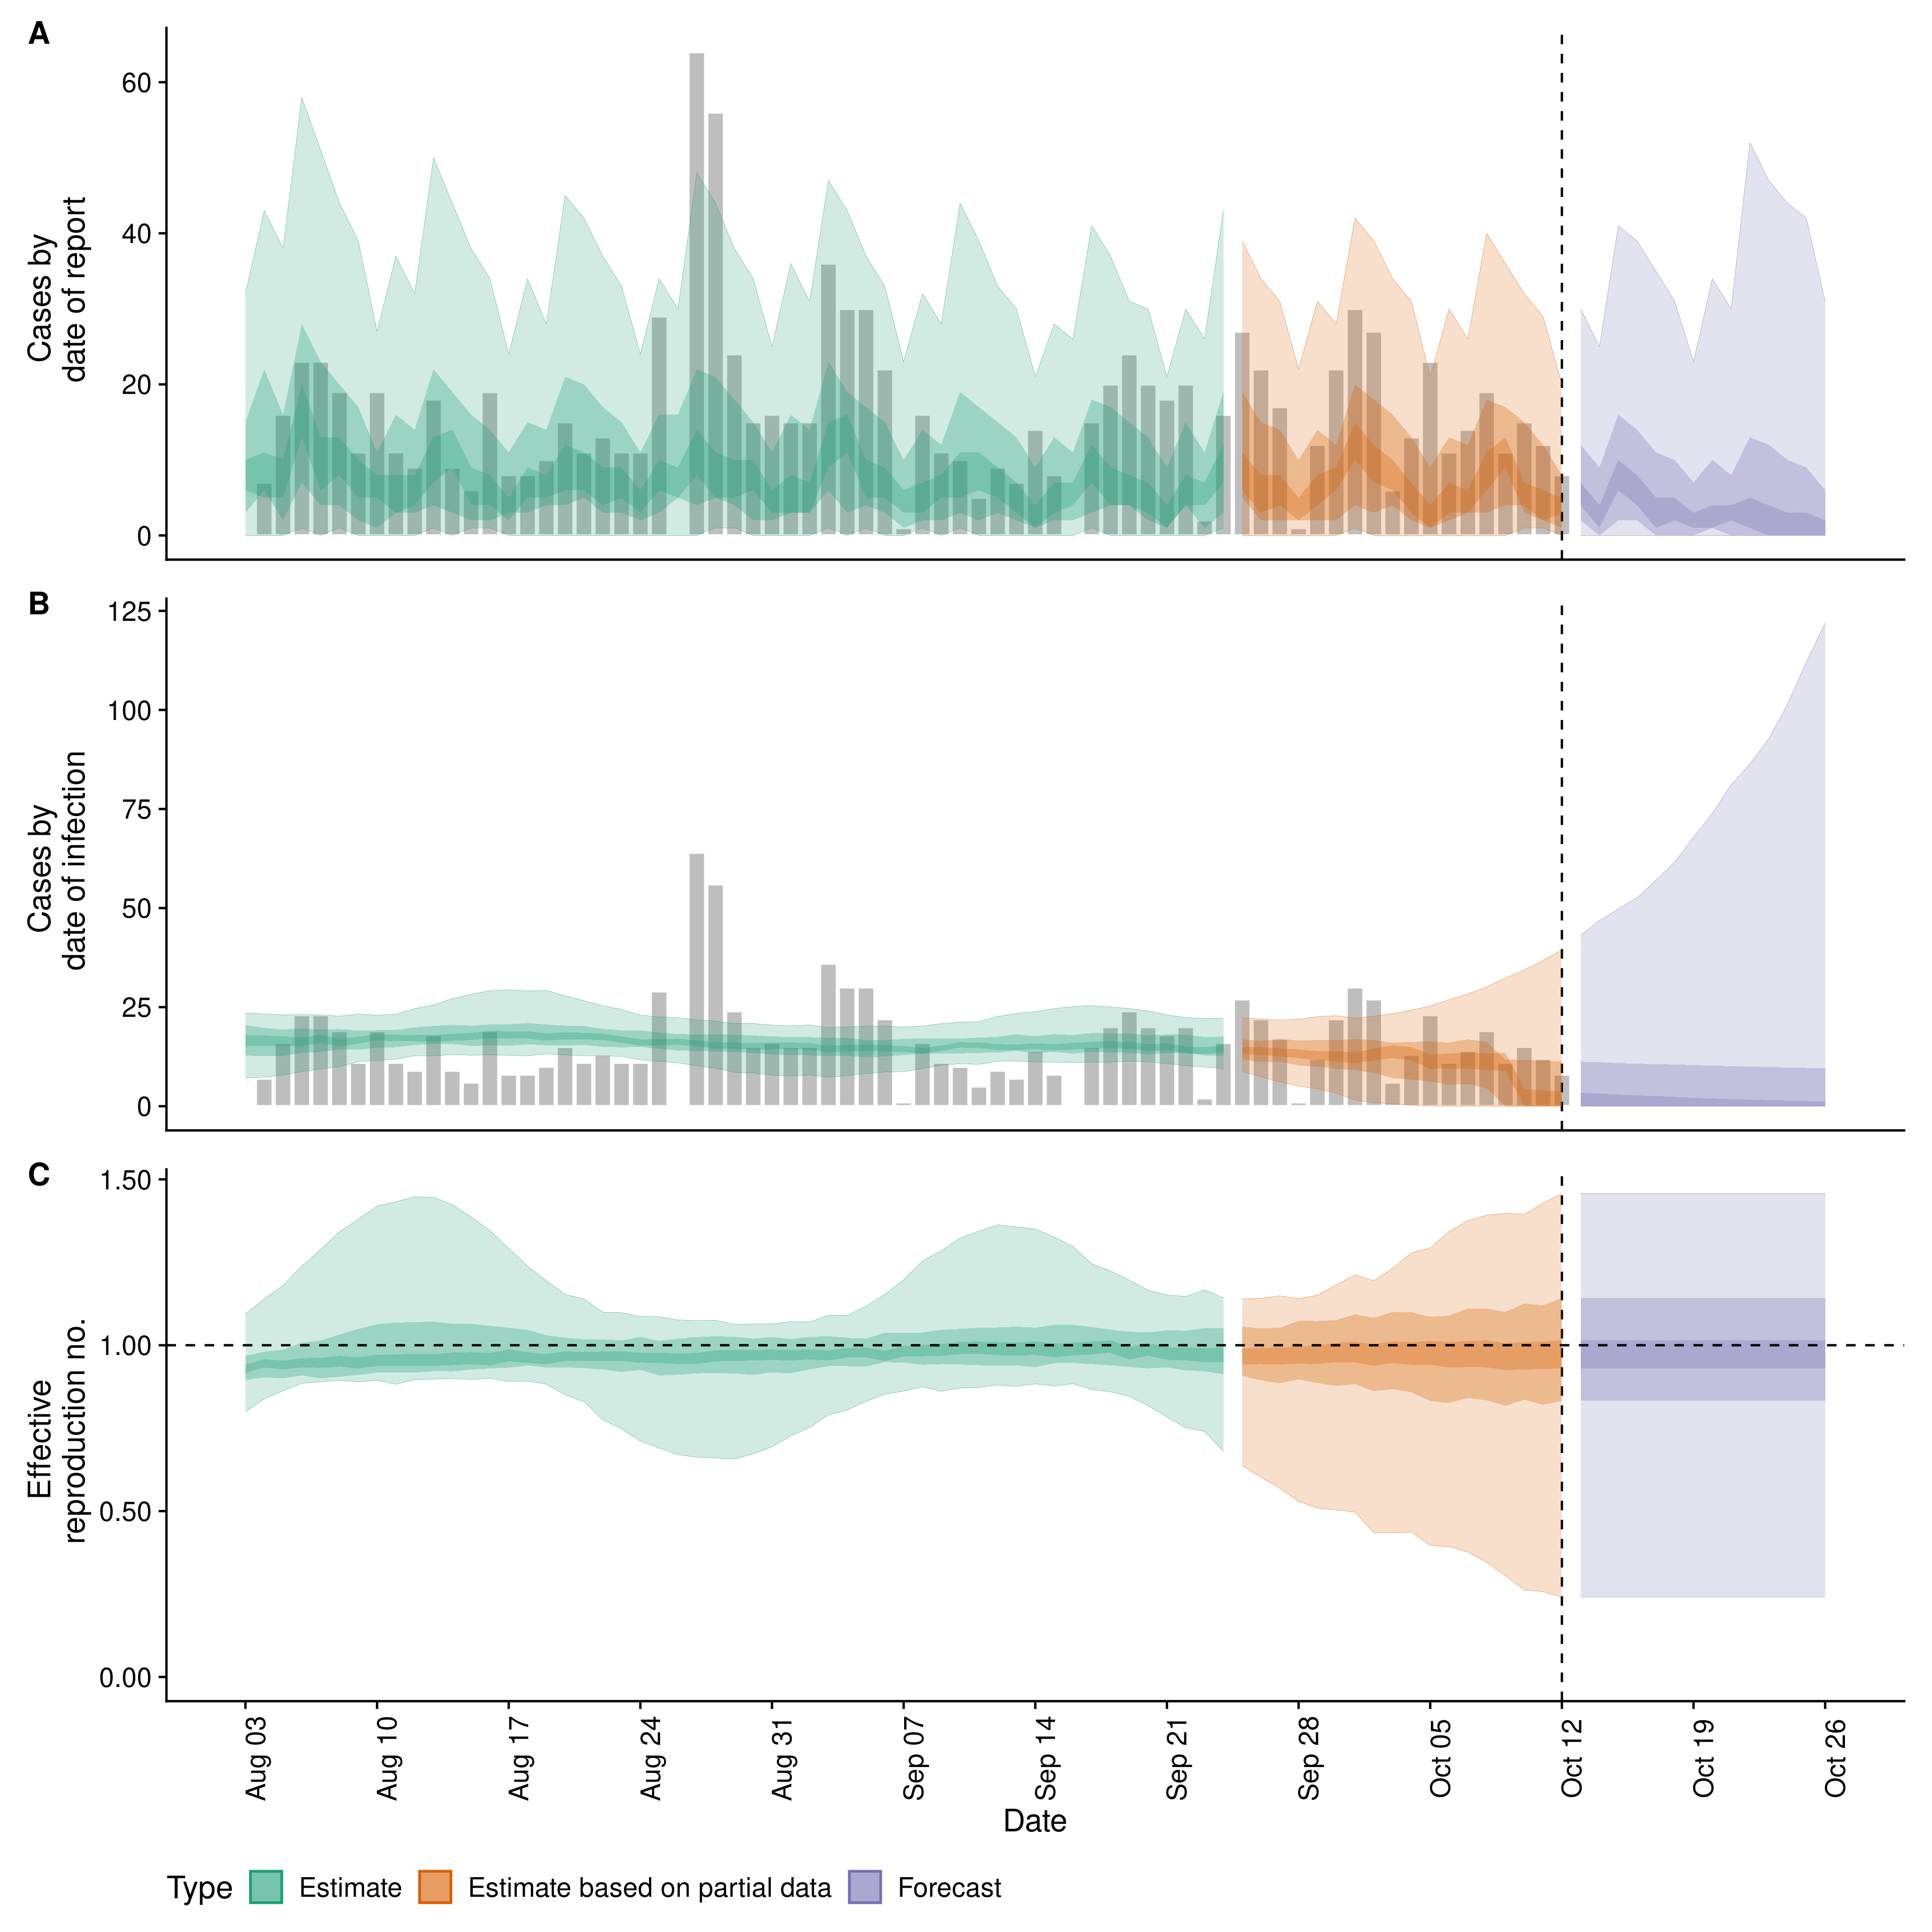 A
Cases by
date of report
60
40
20
0
B
Cases by
date of infection
125
100
75
50
25
0
C
Effective
reproduction no.
1.50
1.00
0.50
0.00
Aug 03
Aug 10
Aug 17
Aug 24
Aug 31
Sep 07
Sep 14
Sep 21
Sep 28
Oct 05
Oct 12
Oct 19
Oct 26
Date
Type Estimate Estimate based on partial data Forecast